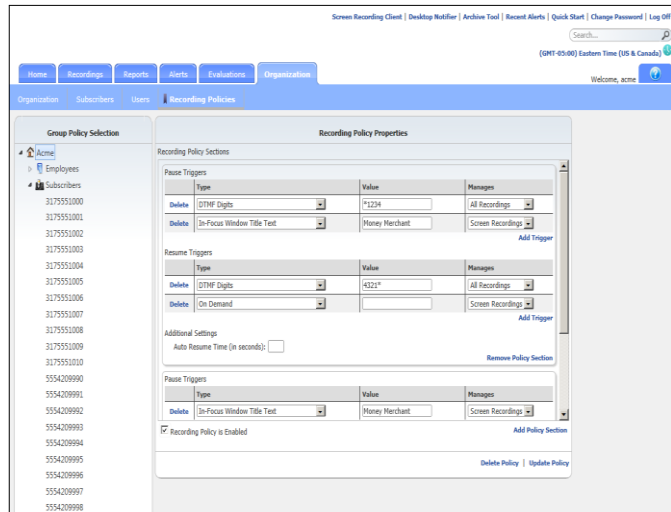 Screen Recording Client | Desktop Notifier | Archive Tool | Recent Alerts | Quick Start | Change Password | Log Off
Search...
(GMT-05:00) Eastern Time (US & Canada)
Home Recordings Reports Alerts Evaluations Organization
Welcome, acme
Organization Subscribers Users Recording Policies
Group Policy Selection
Acme
Employees
Subscribers
3175551000
3175551001
3175551002
3175551003
3175551004
3175551005
3175551006
3175551007
3175551008
3175551009
3175551010
5554209990
5554209991
5554209992
5554209993
5554209994
5554209995
5554209996
5554209997
5554209998
Recording Policy Properties
Recording Policy Sections
Pause Triggers
Type Value Manages
Delete DTMF Digits *1234 All Recordings
Delete In-Focus Window Title Text Money Merchant Screen Recordings
Add Trigger
Resume Triggers
Type Value Manages
Delete DTMF Digits 4321* All Recordings
Delete On Demand Screen Recordings
Add Trigger
Additional Settings
Auto Resume Time (in seconds):
Remove Policy Section
Pause Triggers
Type Value Manages
Delete In-Focus Window Title Text Money Merchant Screen Recordings
Recording Policy is Enabled
Add Policy Section
Delete Policy | Update Policy